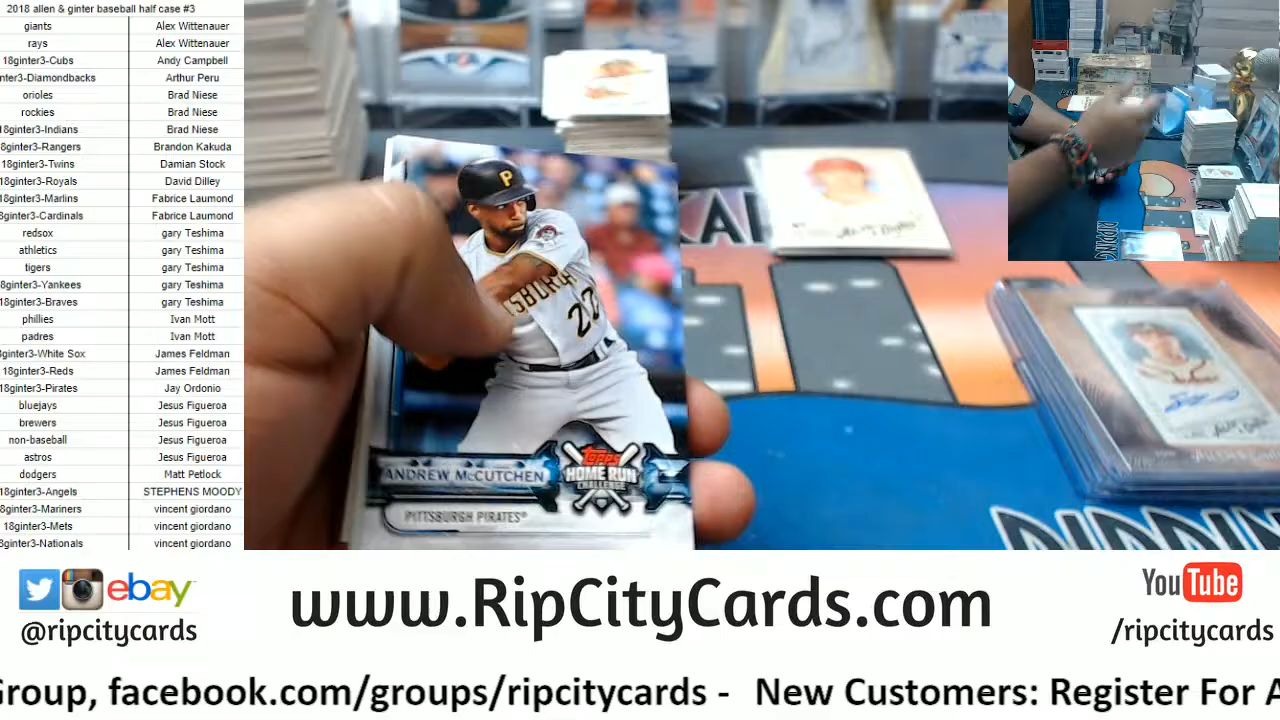 2018 allen & ginter baseball half case #3
giants Alex Wittenauer
rays Alex Wittenauer
18ginter3-Cubs Andy Campbell
nter3-Diamondbacks Arthur Peru
orioles Brad Niese
rockies Brad Niese
8ginter3-Indians Brad Niese
8ginter3-Rangers Brandon Kakuda
18ginter3-Twins Damian Stock
18ginter3-Royals David Dilley
8ginter3-Marlins Fabrice Laumond
ginter3-Cardinals Fabrice Laumond
redsox gary Teshima
athletics gary Teshima
tigers gary Teshima
8ginter3-Yankees gary Teshima
8ginter3-Braves gary Teshima
phillies Ivan Mott
padres Ivan Mott
ginter3-White Sox James Feldman
18ginter3-Reds James Feldman
18ginter3-Pirates Jay Ordonio
bluejays Jesus Figueroa
brewers Jesus Figueroa
non-baseball Jesus Figueroa
astros Jesus Figueroa
dodgers Matt Petlock
18ginter3-Angels STEPHENS MOODY
8ginter3-Mariners vincent giordano
18ginter3-Mets vincent giordano
ginter3-Nationals vincent giordano
P
22
ANDREW McCUTCHEN
Topps
HOME RUN
CHALLENGE
PITTSBURGH PIRATES
RIPPING
ebay
@ripcitycards
www.RipCityCards.com
YouTube
/ripcitycards
Group, facebook.com/groups/ripcitycards - New Customers: Register For A